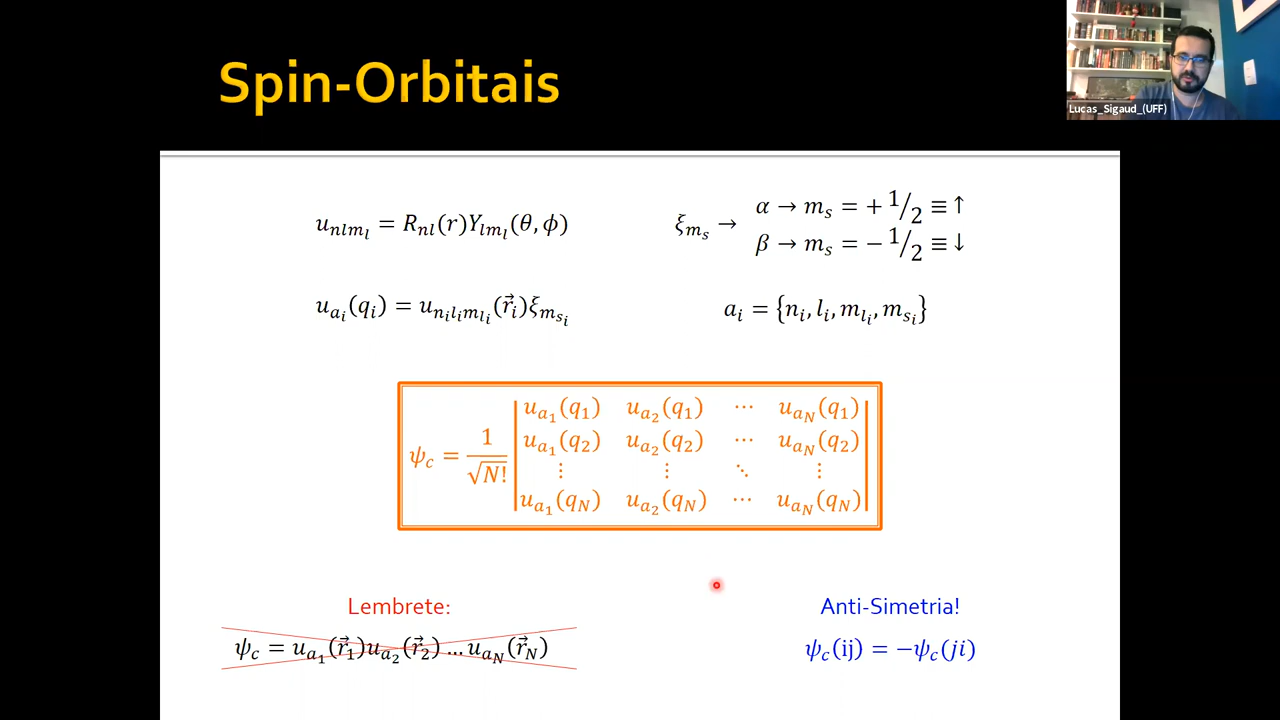 Spin-Orbitais
Lucas_Sigaud_(UFF)
u_{nlm_l} = R_{nl}(r)Y_{lm_l}(θ, ϕ)
ξ_{m_s} →
α → m_s = + 1/2 ≡ ↑
β → m_s = − 1/2 ≡ ↓
u_{a_i}(q_i) = u_{n_i l_i m_{l_i}}(r⃗_i)ξ_{m_{s_i}}
a_i = {n_i, l_i, m_{l_i}, m_{s_i}}
ψ_c = 1/√N! | u_{a_1}(q_1) u_{a_2}(q_1) ⋯ u_{a_N}(q_1) |
u_{a_1}(q_2) u_{a_2}(q_2) ⋯ u_{a_N}(q_2)
⋮ ⋮ ⋱ ⋮
u_{a_1}(q_N) u_{a_2}(q_N) ⋯ u_{a_N}(q_N)
Lembrete:
ψ_c = u_{a_1}(r⃗_1)u_{a_2}(r⃗_2) … u_{a_N}(r⃗_N)
Anti-Simetria!
ψ_c(ij) = −ψ_c(ji)